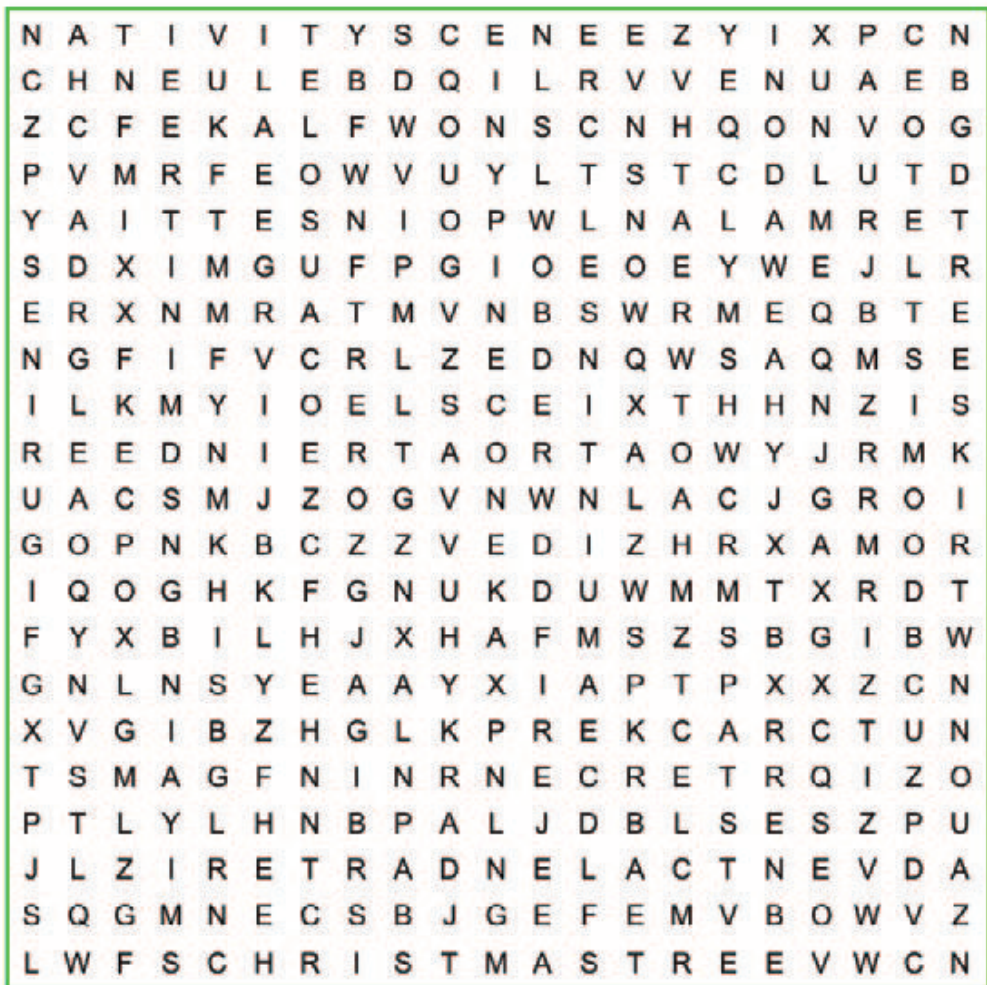 N A T I V I T Y S C E N E E Z Y I X P C N
C H N E U L E B D Q I L R V V E N U A E B
Z C F E K A L F W O N S C N H Q O N V O G
P V M R F E O W V U Y L T S T C D L U T D
Y A I T T E S N I O P W L N A L A M R E T
S D X I M G U F P G I O E O E Y W E J L R
E R X N M R A T M V N B S W R M E Q B T E
N G F I F V C R L Z E D N Q W S A Q M S E
I L K M Y I O E L S C E I X T H H N Z I S
R E E D N I E R T A O R T A O W Y J R M K
U A C S M J Z O G V N W N L A C J G R O I
G O P N K B C Z Z V E D I Z H R X A M O R
I Q O G H K F G N U K D U W M M T X R D T
F Y X B I L H J X H A F M S Z S B G I B W
G N L N S Y E A A Y X I A P T P X X Z C N
X V G I B Z H G L K P R E K C A R C T U N
T S M A G F N I N R N E C R E T R Q I Z O
P T L Y L H N B P A L J D B L S E S Z P U
J L Z I R E T R A D N E L A C T N E V D A
S Q G M N E C S B J G E F E M V B O W V Z
L W F S C H R I S T M A S T R E E V W C N